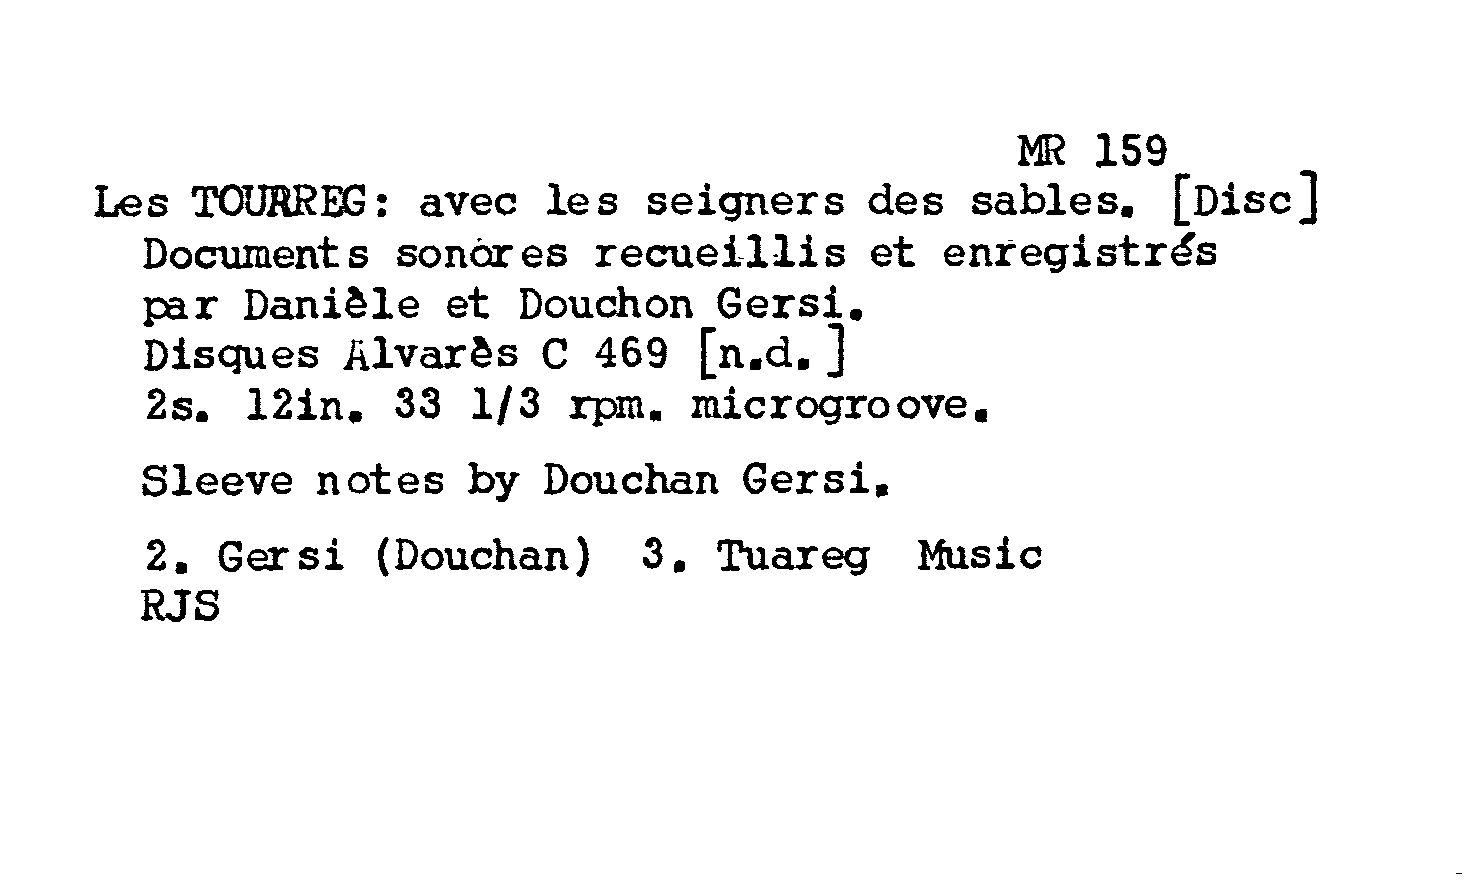 MR 159
Les TOURREG: avec les seigners des sables. [Disc]
Documents sonores recueillis et enregistrés
par Danièle et Douchon Gersi.
Disques Alvarès C 469 [n.d.]
2s. 12in. 33 1/3 rpm. microgroove.
Sleeve notes by Douchan Gersi.
2. Gersi (Douchan) 3. Tuareg Music
RJS